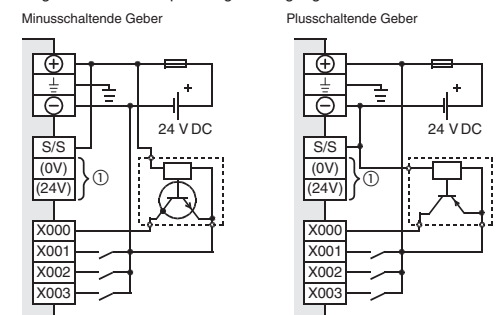 Minusschaltende Geber
Plusschaltende Geber
+
24 V DC
S/S
(0V)
(24V)
①
X000
X001
X002
X003
+
24 V DC
S/S
(0V)
(24V)
①
X000
X001
X002
X003